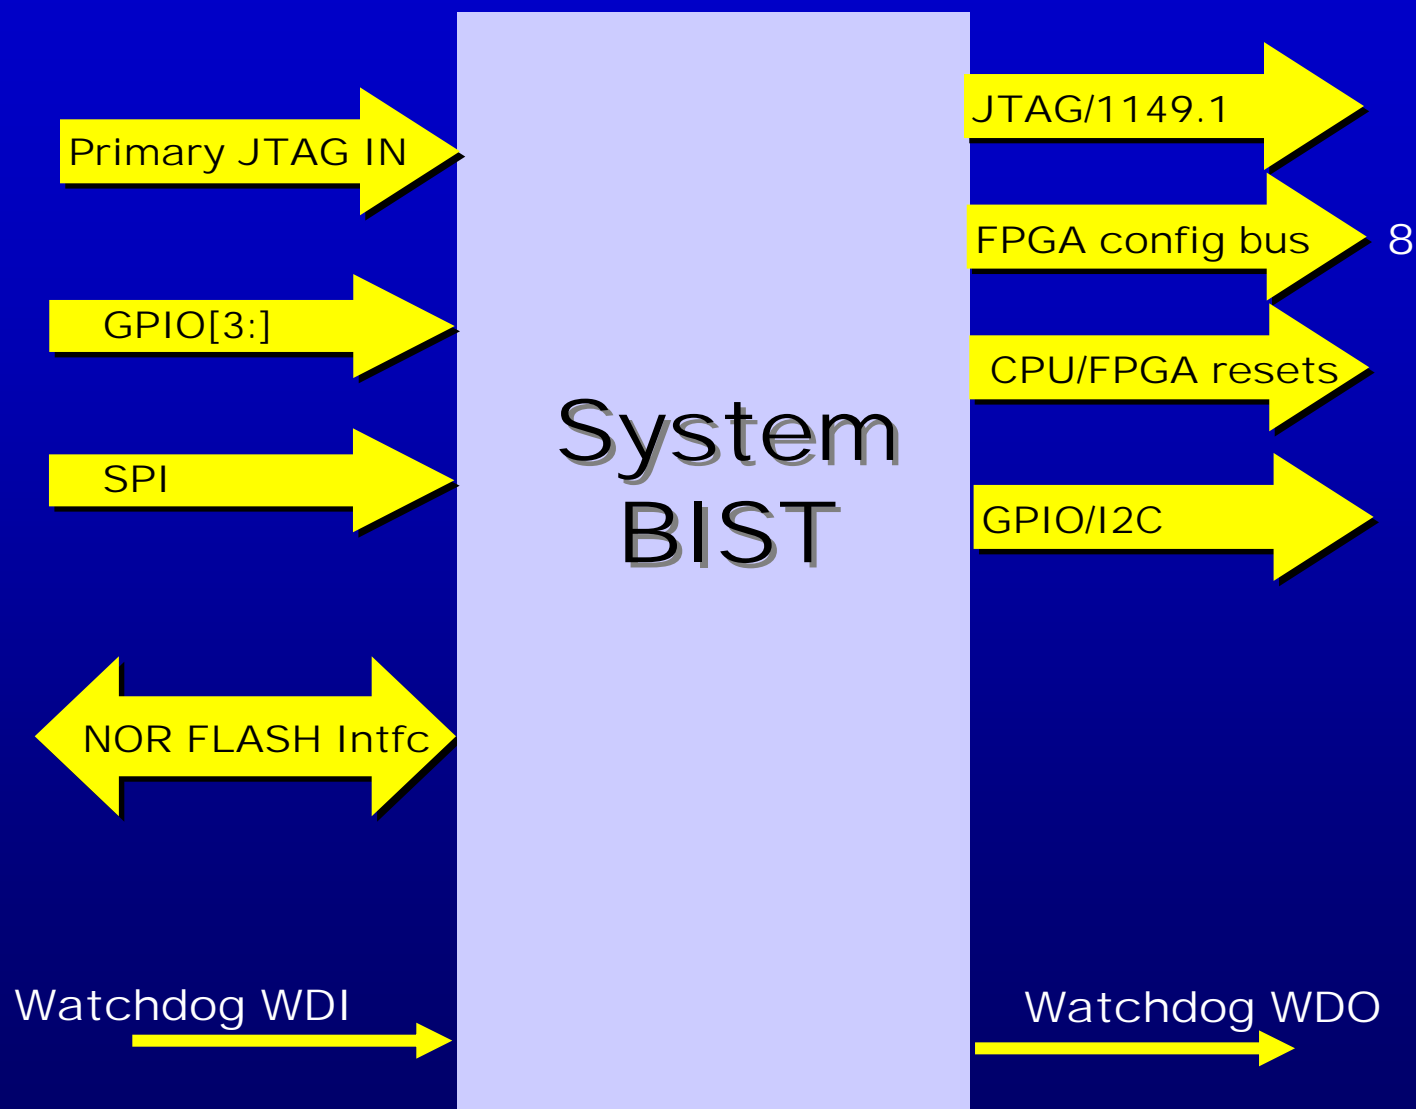 Primary JTAG IN
GPIO[3:]
SPI
NOR FLASH Intfc
Watchdog WDI
System
BIST
JTAG/1149.1
FPGA config bus 8
CPU/FPGA resets
GPIO/I2C
Watchdog WDO